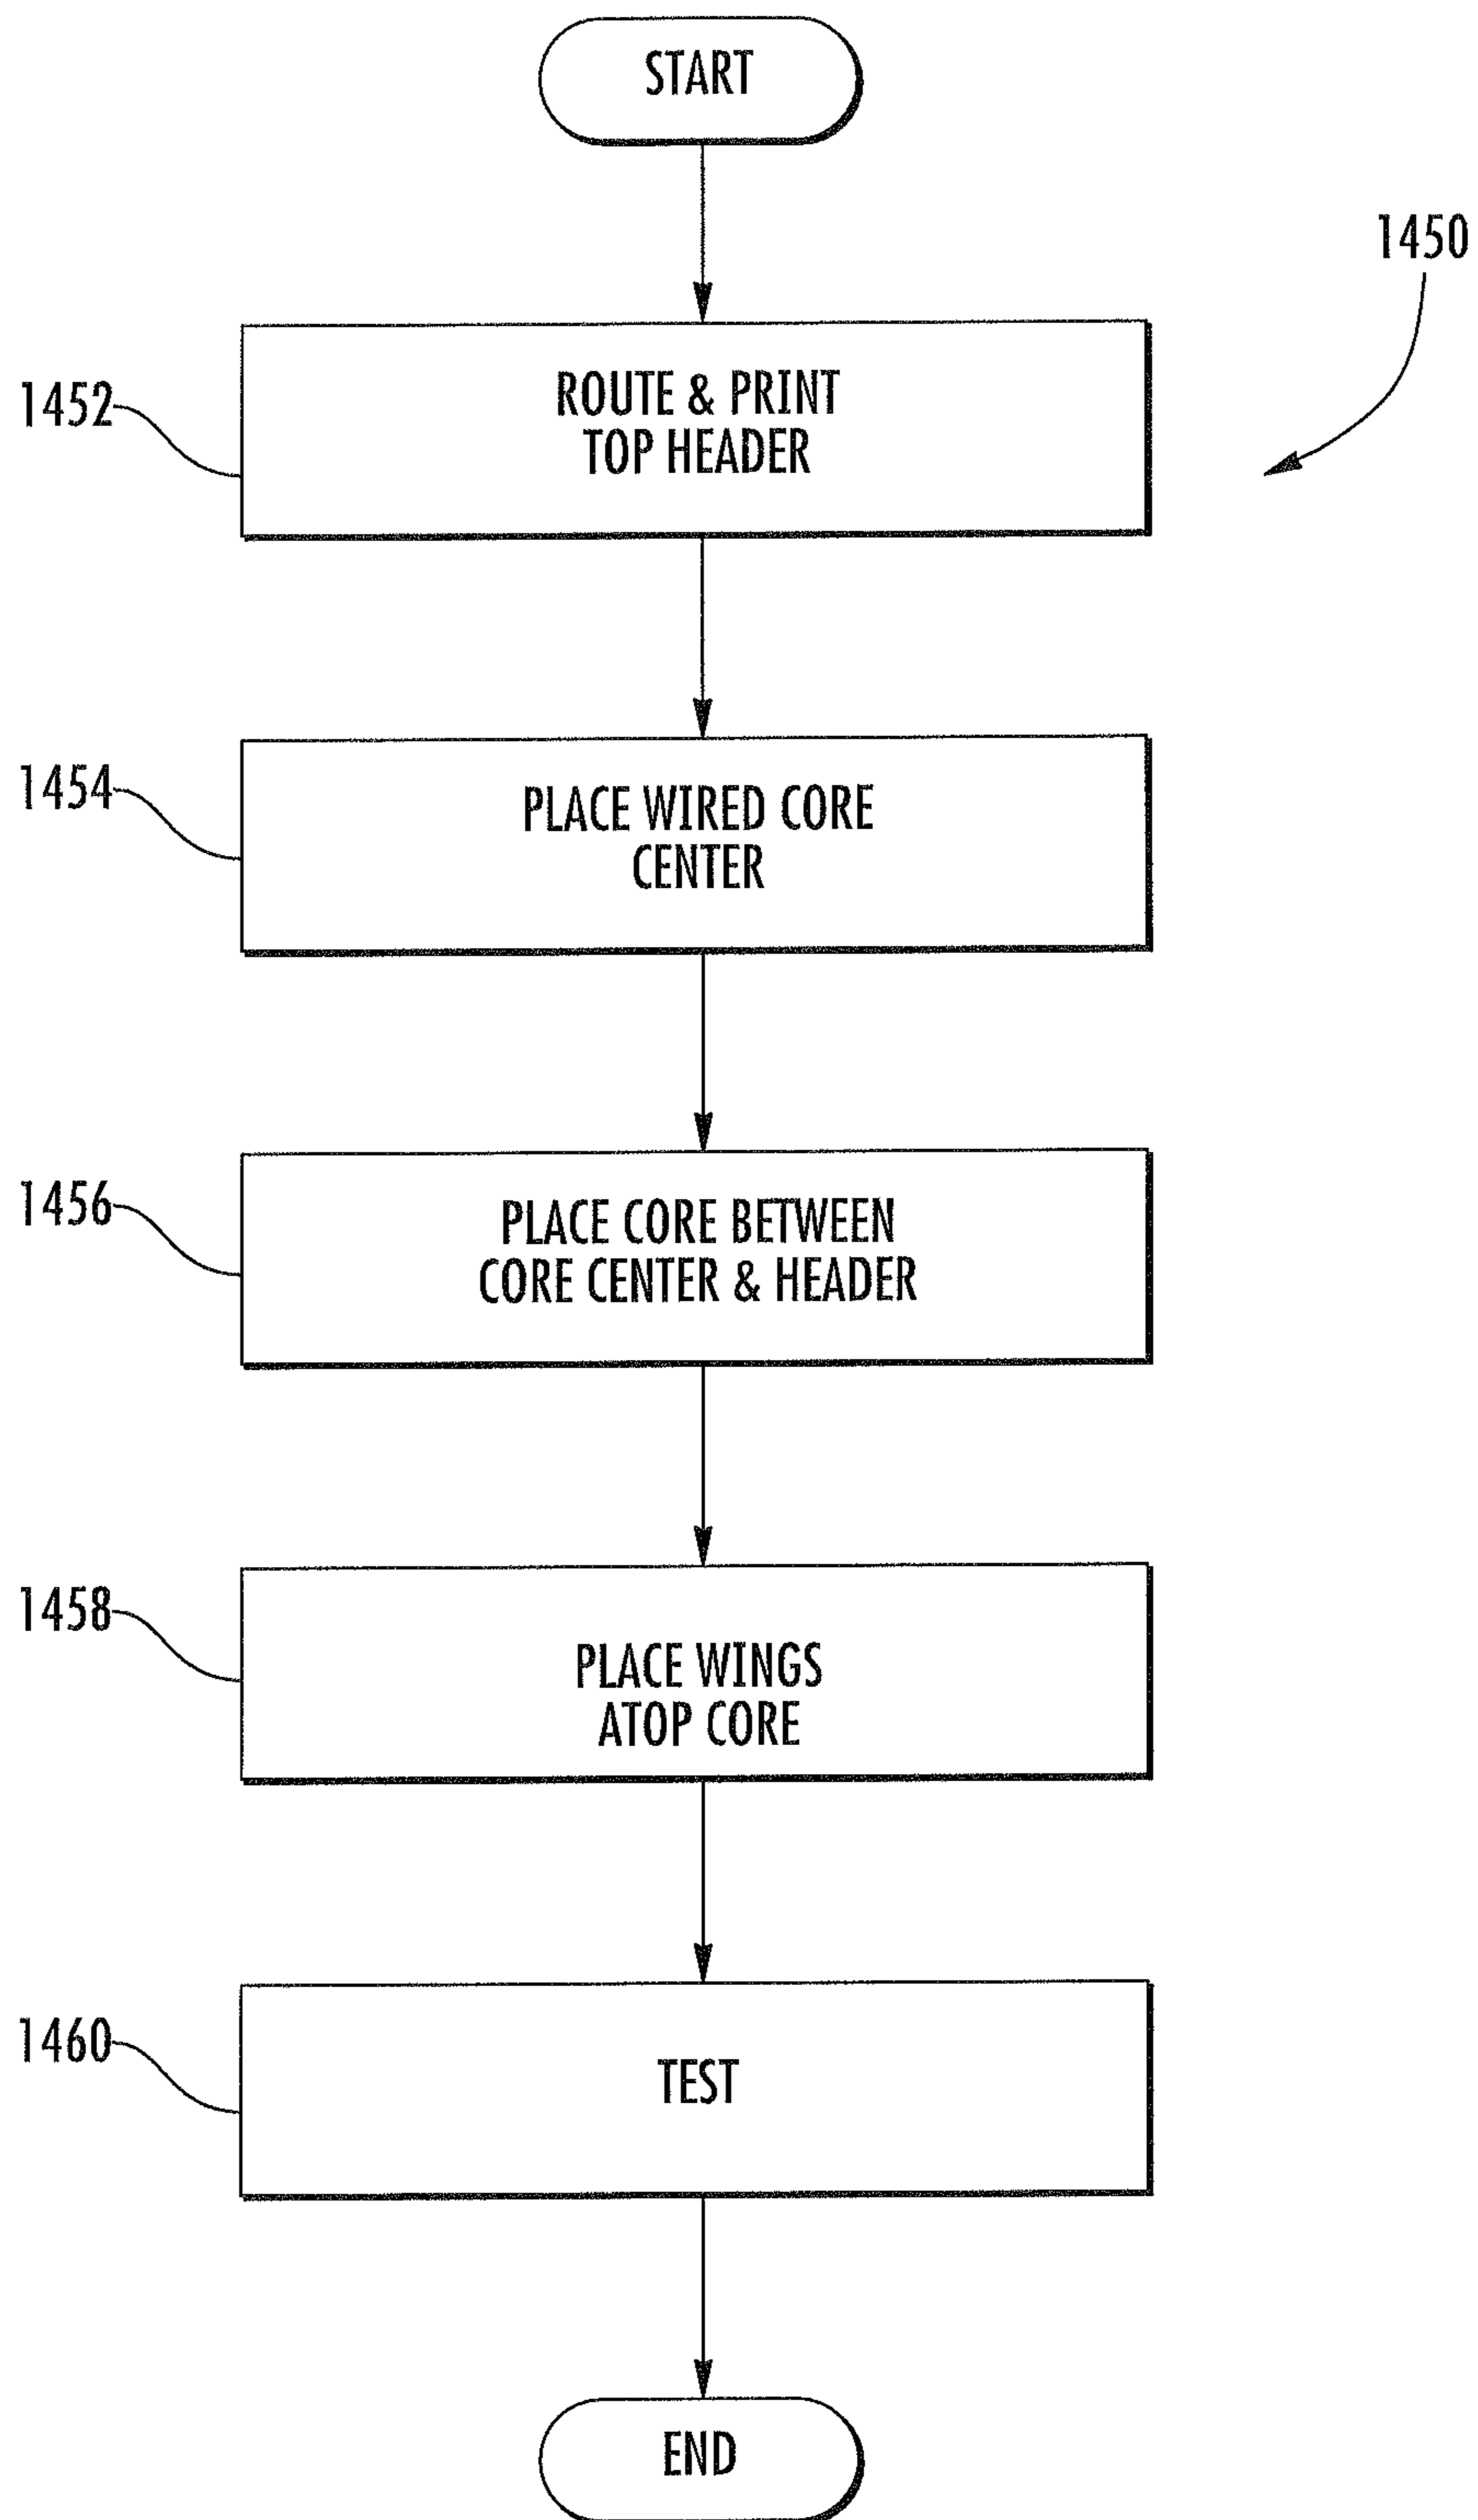 START
1450
1452
ROUTE & PRINT
TOP HEADER
1454
PLACE WIRED CORE
CENTER
1456
PLACE CORE BETWEEN
CORE CENTER & HEADER
1458
PLACE WINGS
ATOP CORE
1460
TEST
END